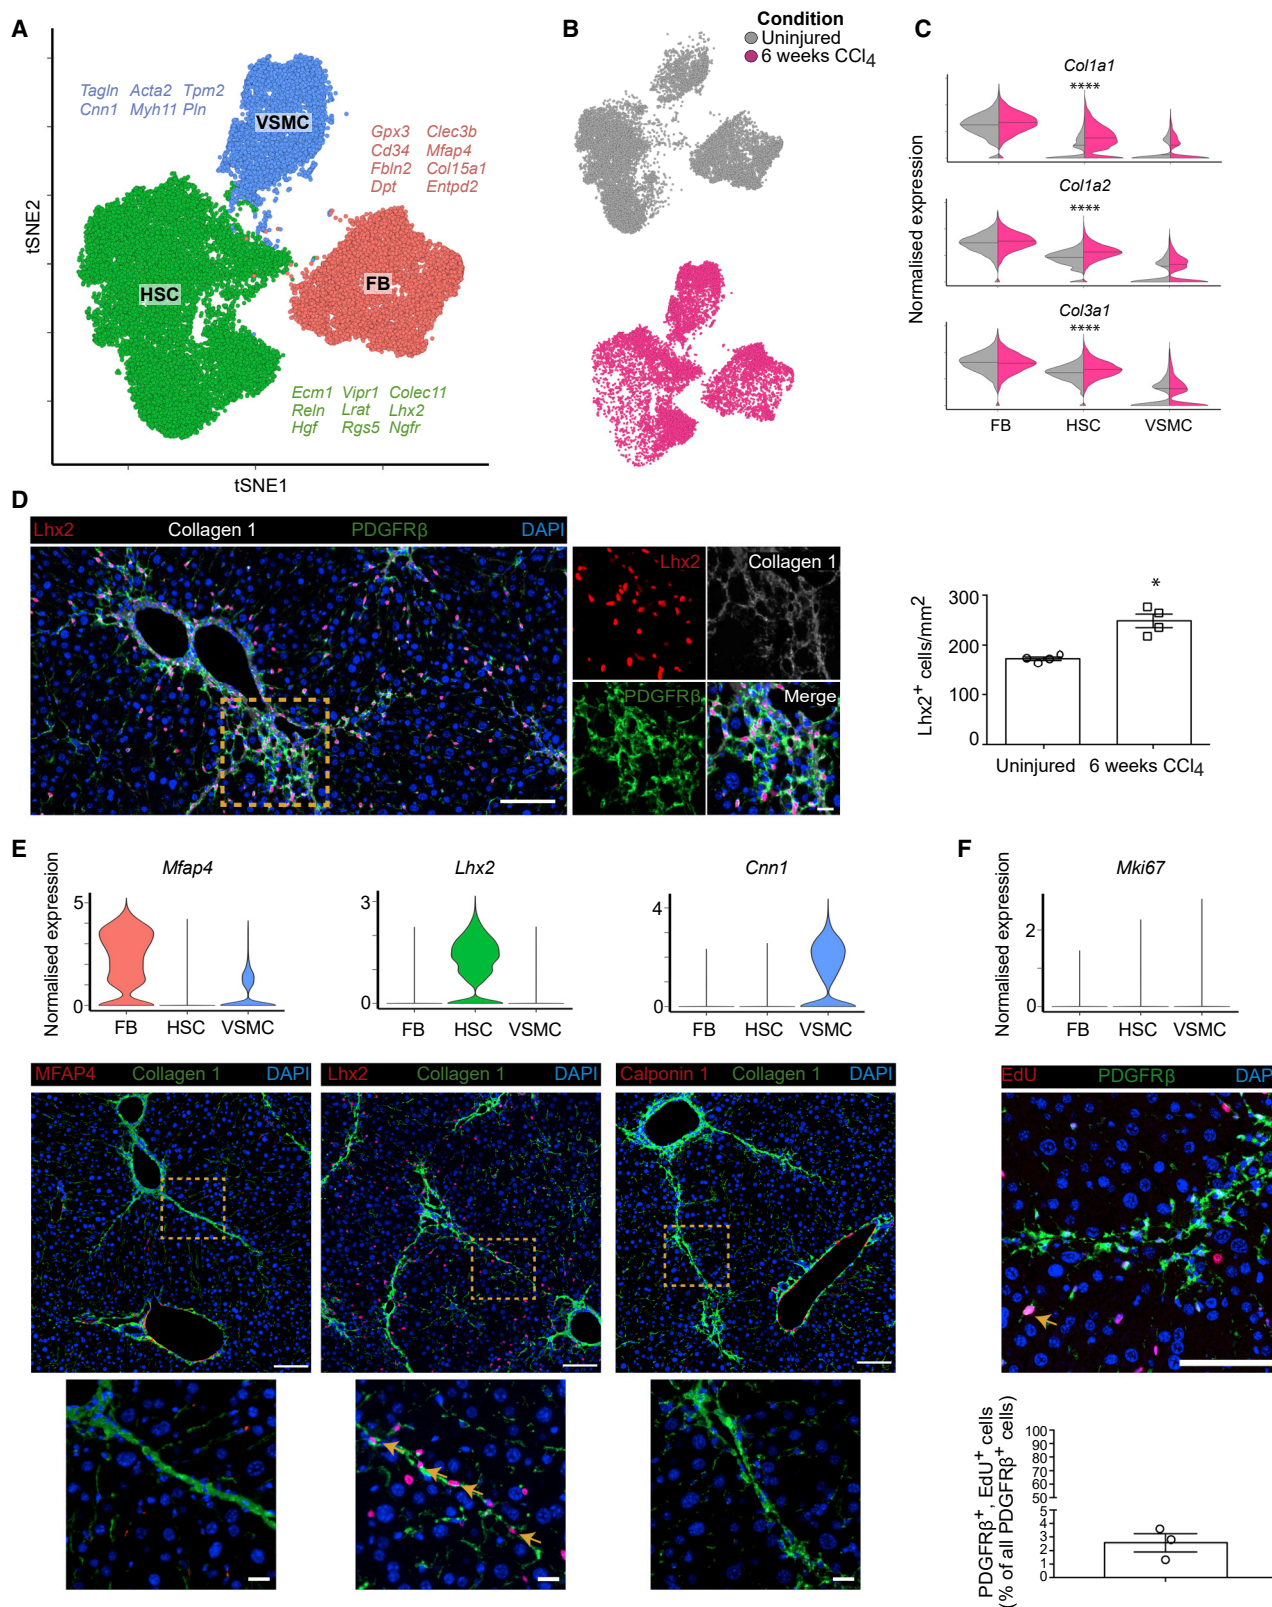 A
Tagln Acta2 Tpm2
Cnn1 Myh11 Pln
VSMC
Gpx3 Clec3b
Cd34 Mfap4
Fbln2 Col15a1
Dpt Entpd2
HSC
FB
Ecm1 Vipr1 Colec11
Reln Lrat Lhx2
Hgf Rgs5 Ngfr
tSNE2
tSNE1
B
Condition
Uninjured
6 weeks CCl4
C
Normalised expression
Col1a1
****
Col1a2
****
Col3a1
****
FB HSC VSMC
D
Lhx2 Collagen 1 PDGFRβ DAPI
Lhx2 Collagen 1
PDGFRβ Merge
Lhx2+ cells/mm2
300
200
100
0
*
Uninjured 6 weeks CCl4
E
Normalised expression
Mfap4
5
0
FB HSC VSMC
Lhx2
3
0
FB HSC VSMC
Cnn1
4
0
FB HSC VSMC
MFAP4 Collagen 1 DAPI
Lhx2 Collagen 1 DAPI
Calponin 1 Collagen 1 DAPI
F
Normalised expression
Mki67
2
0
FB HSC VSMC
EdU PDGFRβ DAPI
PDGFRβ+, EdU+ cells
(% of all PDGFRβ+ cells)
100
90
80
70
60
50
5
4
3
2
1
0